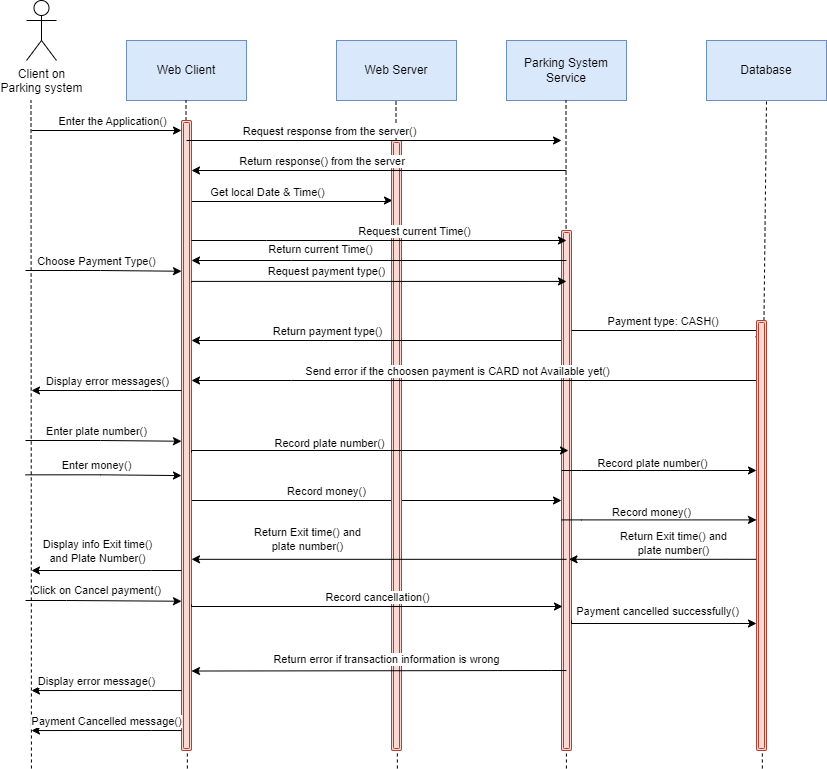 Client on
Parking system
Web Client
Web Server
Parking System
Service
Database
Enter the Application()
Request response from the server()
Return response() from the server
Get local Date & Time()
Request current Time()
Return current Time()
Choose Payment Type()
Request payment type()
Payment type: CASH()
Return payment type()
Send error if the choosen payment is CARD not Available yet()
Display error messages()
Enter plate number()
Record plate number()
Enter money()
Record plate number()
Record money()
Record money()
Return Exit time() and
plate number()
Return Exit time() and
plate number()
Display info Exit time()
and Plate Number()
Click on Cancel payment()
Record cancellation()
Payment cancelled successfully()
Return error if transaction information is wrong
Display error message()
Payment Cancelled message()